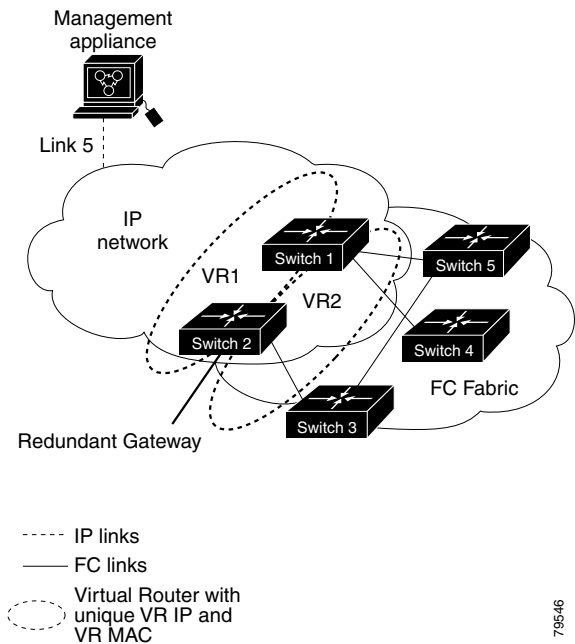 Management
appliance
Link 5
IP
network
Switch 1
Switch 5
VR1
VR2
Switch 2
Switch 4
FC Fabric
Switch 3
Redundant Gateway
IP links
FC links
Virtual Router with
unique VR IP and
VR MAC
79546